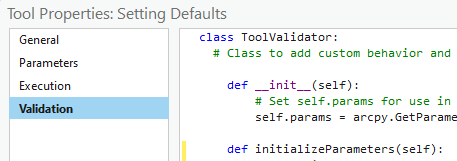 Tool Properties: Setting Defaults
General
Parameters
Execution
Validation
class ToolValidator:
# Class to add custom behavior and
def __init__(self):
# Set self.params for use in
self.params = arcpy.GetParame
def initializeParameters(self):